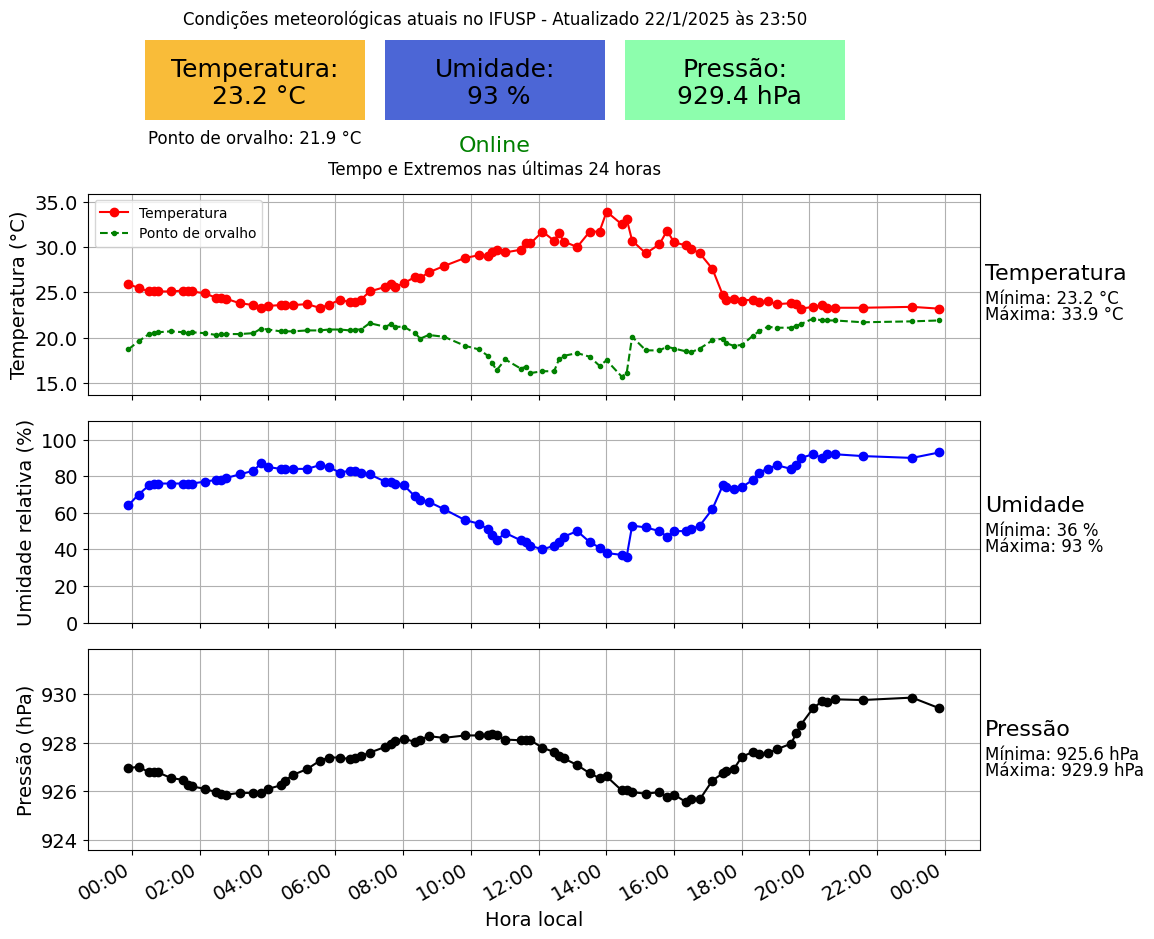 Condições meteorológicas atuais no IFUSP - Atualizado 22/1/2025 às 23:50
Temperatura:
23.2 °C
Umidade:
93 %
Pressão:
929.4 hPa
Ponto de orvalho: 21.9 °C
Online
Tempo e Extremos nas últimas 24 horas
Temperatura (°C)
35.0
30.0
25.0
20.0
15.0
Temperatura
Ponto de orvalho
Temperatura
Mínima: 23.2 °C
Máxima: 33.9 °C
Umidade relativa (%)
100
80
60
40
20
0
Umidade
Mínima: 36 %
Máxima: 93 %
Pressão (hPa)
930
928
926
924
Pressão
Mínima: 925.6 hPa
Máxima: 929.9 hPa
00:00 02:00 04:00 06:00 08:00 10:00 12:00 14:00 16:00 18:00 20:00 22:00 00:00
Hora local